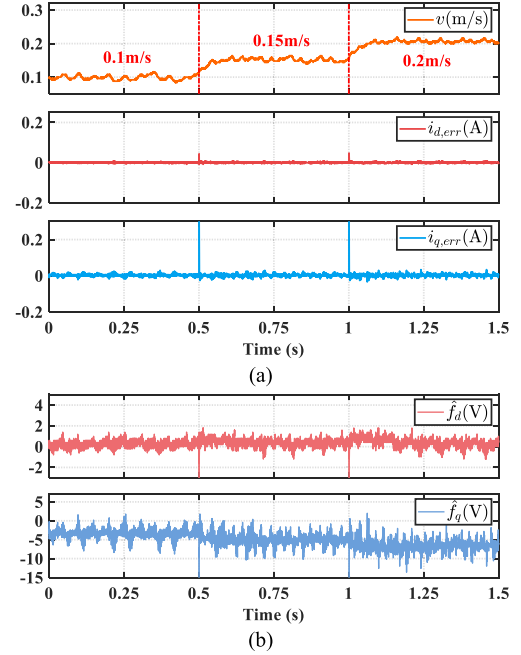 (a)
0.3
0.2
0.1
v(m/s)
0.1m/s
0.15m/s
0.2m/s
0.2
0
-0.2
i_{d,err}(A)
0.2
0
-0.2
i_{q,err}(A)
0 0.25 0.5 0.75 1 1.25 1.5
Time (s)
(a)
4
2
0
-2
\hat{f}_d(V)
5
0
-5
-10
-15
\hat{f}_q(V)
0 0.25 0.5 0.75 1 1.25 1.5
Time (s)
(b)